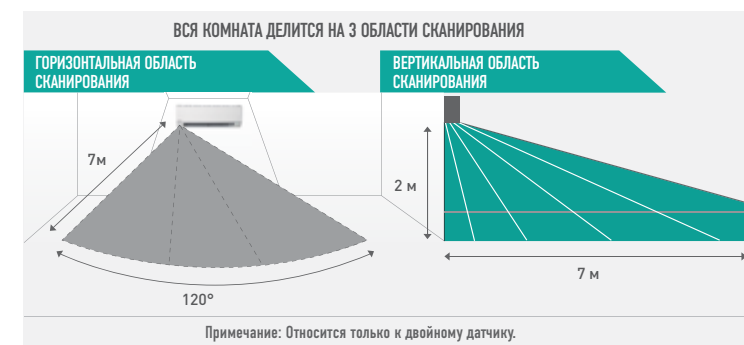 ВСЯ КОМНАТА ДЕЛИТСЯ НА 3 ОБЛАСТИ СКАНИРОВАНИЯ
ГОРИЗОНТАЛЬНАЯ ОБЛАСТЬ
СКАНИРОВАНИЯ
ВЕРТИКАЛЬНАЯ ОБЛАСТЬ
СКАНИРОВАНИЯ
7м
120°
2 м
7 м
Примечание: Относится только к двойному датчику.